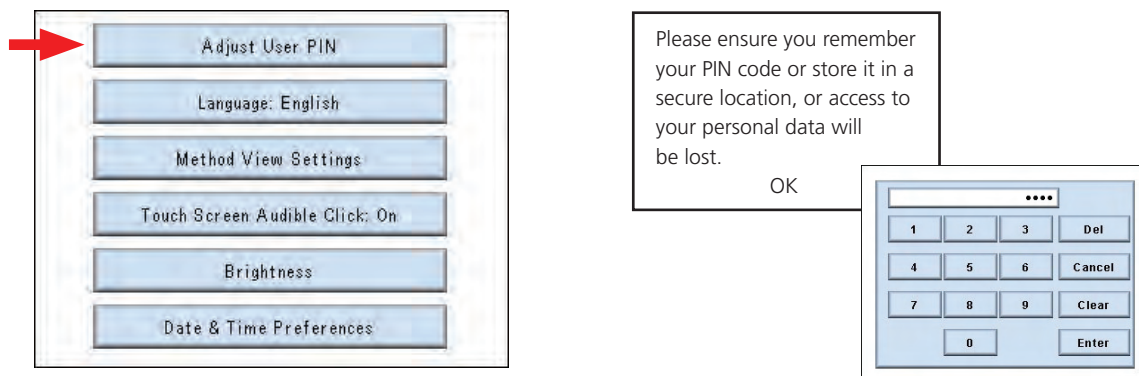 Adjust User PIN
Language: English
Method View Settings
Touch Screen Audible Click: On
Brightness
Date & Time Preferences
Please ensure you remember
your PIN code or store it in a
secure location, or access to
your personal data will
be lost.
OK
••••
1 2 3 Del
4 5 6 Cancel
7 8 9 Clear
0 Enter